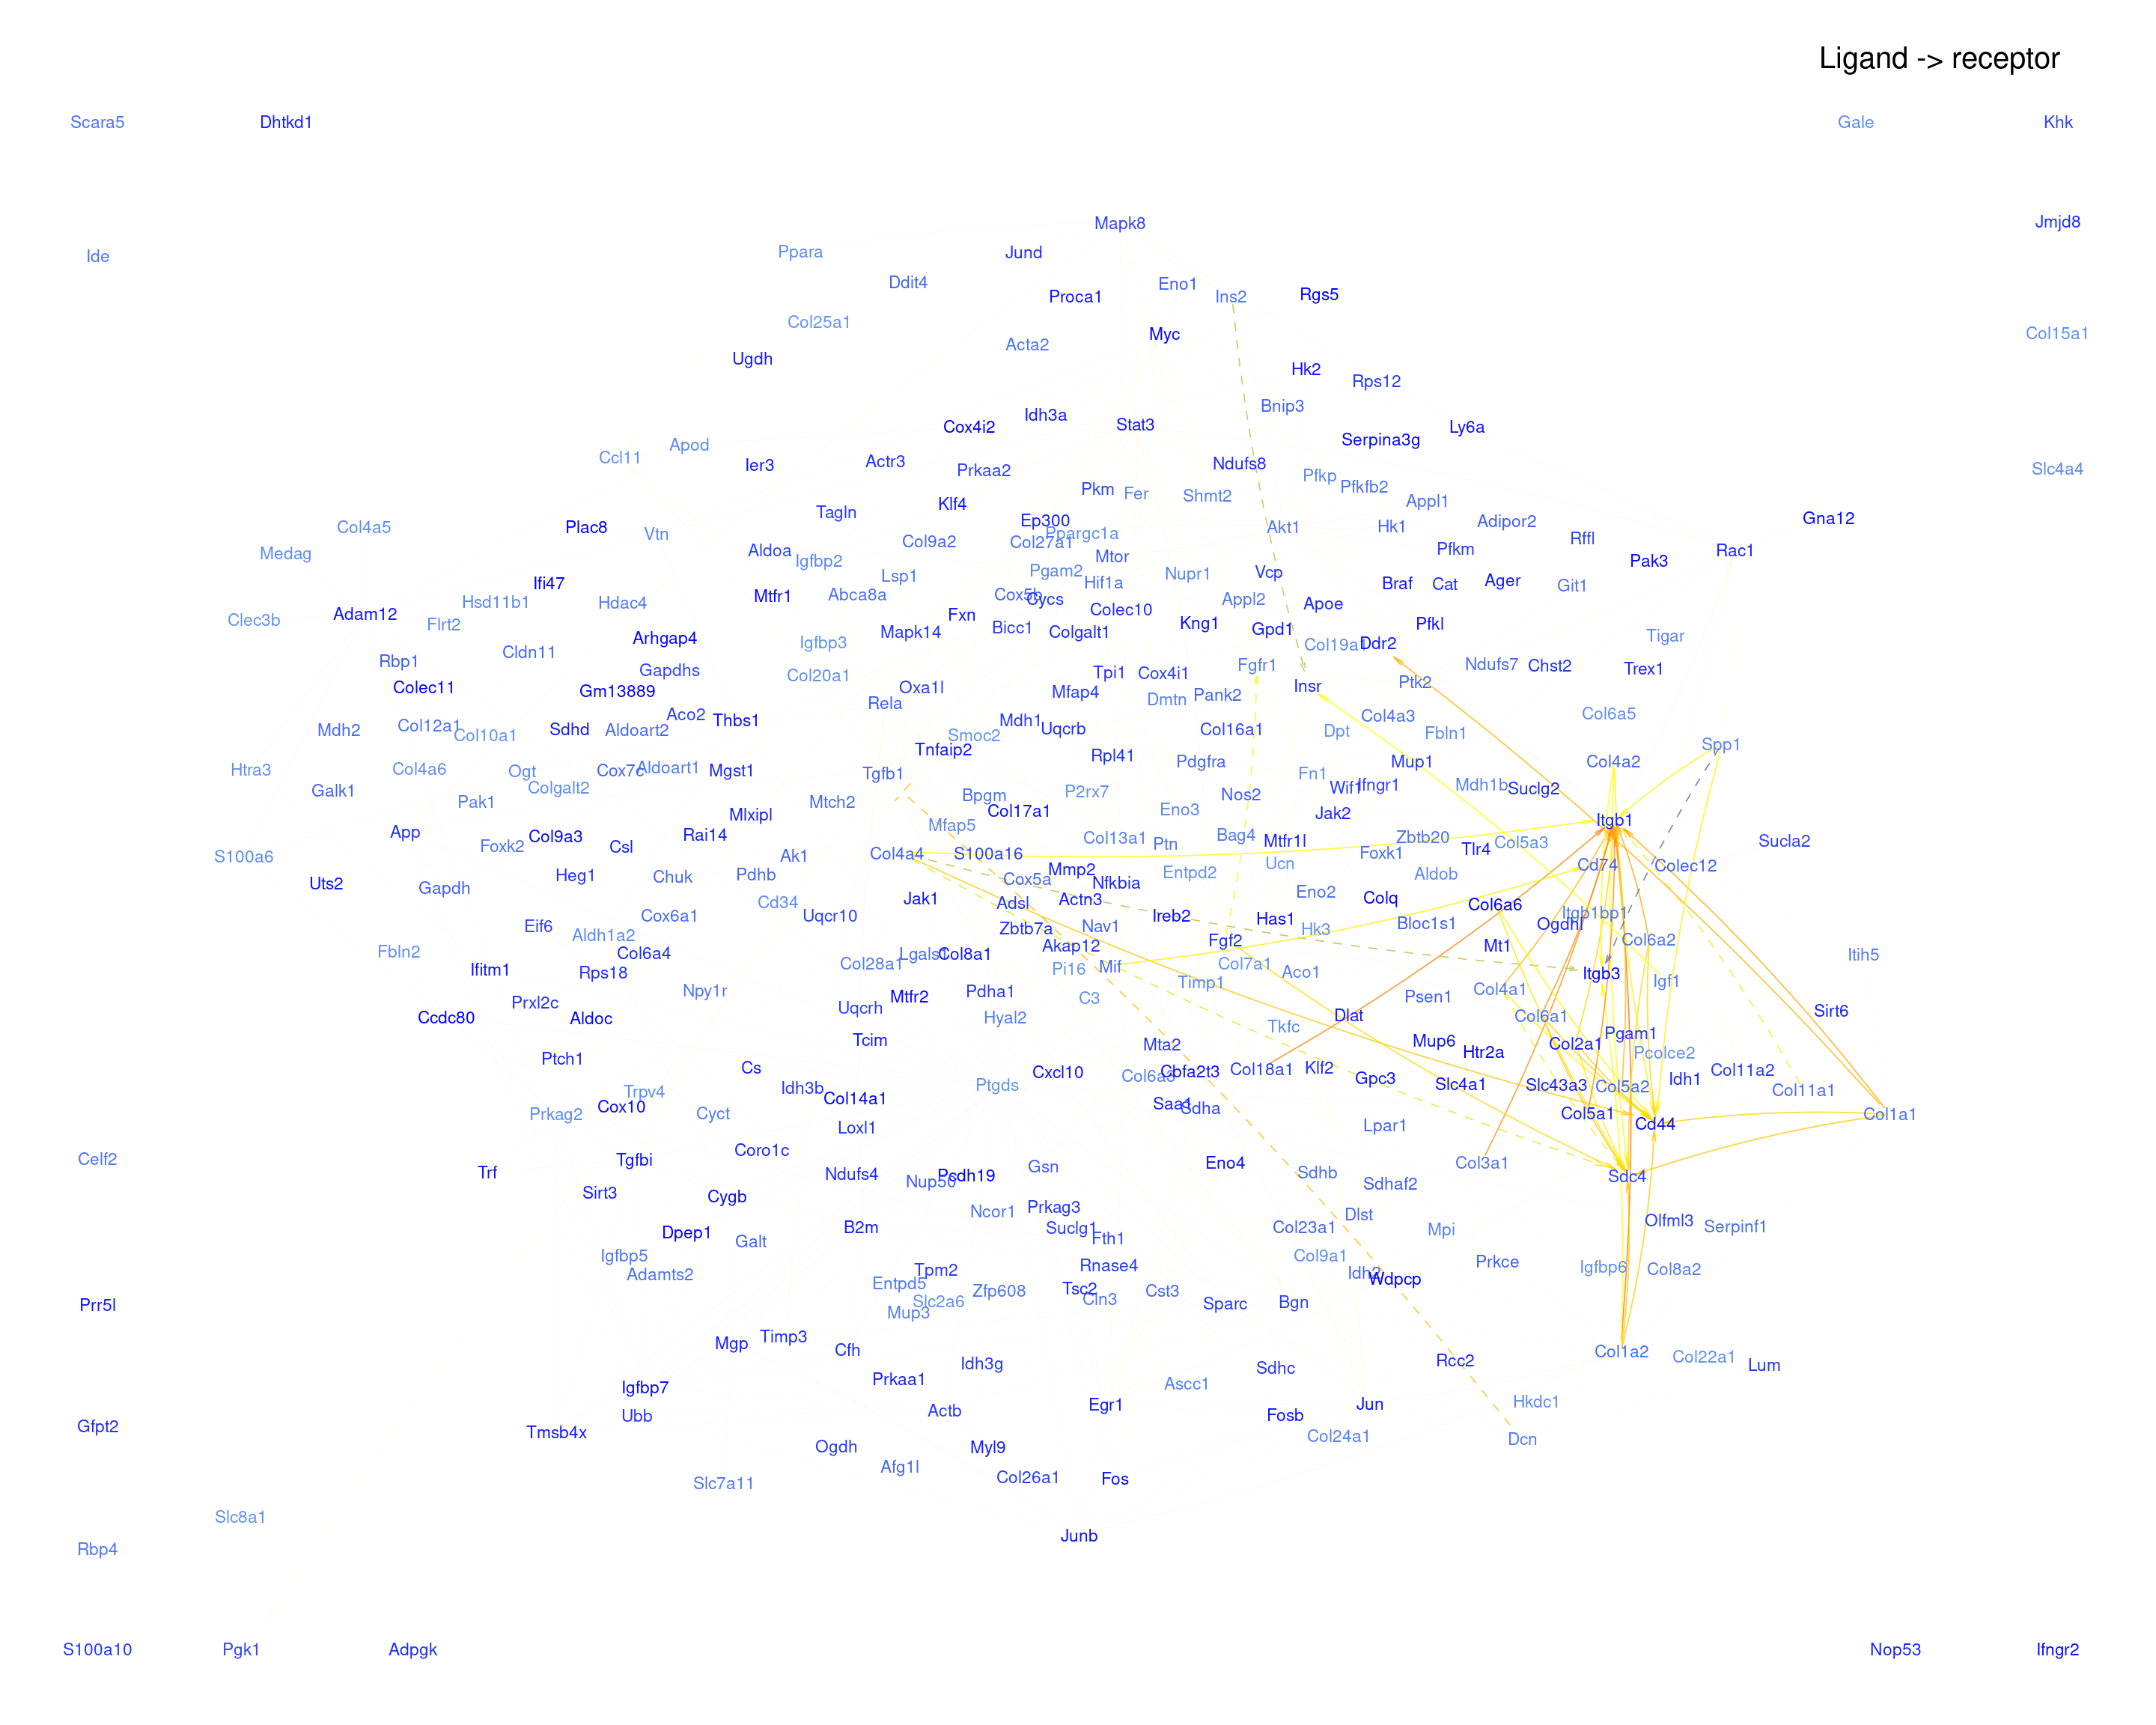 Ligand -> receptor
Scara5
Dhtkd1
Gale
Khk
Jmjd8
Mapk8
Ppara
Jund
Ide
Ddit4
Eno1
Ins2
Rgs5
Proca1
Col25a1
Myc
Col15a1
Acta2
Ugdh
Hk2
Rps12
Bnip3
Idh3a
Cox4i2
Stat3
Ly6a
Serpina3g
Apod
Ccl11
Ier3
Actr3
Prkaa2
Ndufs8
Slc4a4
Pfkp
Pfkfb2
Pkm
Fer
Shmt2
Appl1
Klf4
Tagln
Ep300
Adipor2
Gna12
Col4a5
Plac8
Vtn
Ppargc1a
Akt1
Hk1
Rffl
Col9a2
Col27a1
Medag
Aldoa
Igfbp2
Mtor
Pfkm
Rac1
Pak3
Lsp1
Pgam2
Hif1a
Nupr1
Vcp
Ifi47
Braf
Cat
Ager
Git1
Hsd11b1
Hdac4
Mtfr1
Abca8a
Cox5b
Cycs
Appl2
Apoe
Clec3b
Adam12
Flrt2
Fxn
Colec10
Kng1
Pfkl
Arhgap4
Igfbp3
Mapk14
Bicc1
Colgalt1
Gpd1
Col19a1
Ddr2
Tigar
Cldn11
Rbp1
Gapdhs
Col20a1
Tpi1
Cox4i1
Fgfr1
Ndufs7
Chst2
Trex1
Colec11
Gm13889
Oxa1l
Mfap4
Dmtn
Pank2
Insr
Ptk2
Rela
Aco2
Thbs1
Mdh1
Col4a3
Col6a5
Mdh2
Col12a1
Col10a1
Sdhd
Aldoart2
Smoc2
Uqcrb
Col16a1
Dpt
Fbln1
Spp1
Tnfaip2
Rpl41
Pdgfra
Mup1
Col4a2
Htra3
Col4a6
Ogt
Cox7c
Aldoart1
Mgst1
Tgfb1
Fn1
Galk1
Colgalt2
Bpgm
P2rx7
Nos2
Wif1
Ifngr1
Mdh1b
Suclg2
Pak1
Mtch2
Col17a1
Eno3
Jak2
Mlxipl
Mfap5
Itgb1
App
Foxk2
Col9a3
Csl
Rai14
Col13a1
Ptn
Bag4
Mtfr1l
Zbtb20
Col5a3
Sucla2
S100a6
Ak1
Col4a4
S100a16
Ucn
Foxk1
Tlr4
Cd74
Colec12
Uts2
Gapdh
Heg1
Chuk
Pdhb
Cox5a
Mmp2
Nfkbia
Entpd2
Aldob
Cd34
Jak1
Adsl
Actn3
Eno2
Colq
Col6a6
Eif6
Cox6a1
Uqcr10
Ireb2
Has1
Bloc1s1
Itgb1bp1
Ogdhl
Aldh1a2
Zbtb7a
Nav1
Hk3
Fbln2
Col6a4
Akap12
Fgf2
Mt1
Col6a2
Itih5
Ifitm1
Rps18
Col28a1
Lgals1
Col8a1
Pi16
Mif
Col7a1
Aco1
Itgb3
Igf1
Timp1
Npy1r
Prxl2c
Mtfr2
Pdha1
C3
Psen1
Col4a1
Uqcrh
Ccdc80
Aldoc
Hyal2
Dlat
Col6a1
Sirt6
Tkfc
Ptch1
Tcim
Mta2
Mup6
Htr2a
Col2a1
Pgam1
Pcolce2
Cs
Cxcl10
Col6a3
Cbfa2t3
Col18a1
Klf2
Gpc3
Idh1
Col11a2
Trpv4
Idh3b
Ptgds
Slc4a1
Slc43a3
Col5a2
Col11a1
Prkag2
Cox10
Cyct
Col14a1
Saa1
Sdha
Col5a1
Cd44
Col1a1
Loxl1
Lpar1
Celf2
Tgfbi
Coro1c
Col3a1
Trf
Ndufs4
Nup50
Pcdh19
Gsn
Eno4
Sdhb
Sdhaf2
Sdc4
Sirt3
Cygb
Ncor1
Prkag3
Dlst
Olfml3
Serpinf1
Dpep1
Galt
B2m
Suclg1
Fth1
Col23a1
Mpi
Igfbp5
Adamts2
Tpm2
Rnase4
Col9a1
Idh2
Wdpcp
Prkce
Igfbp6
Col8a2
Prr5l
Entpd5
Slc2a6
Mup3
Zfp608
Tsc2
Cln3
Cst3
Sparc
Bgn
Mgp
Timp3
Cfh
Col1a2
Col22a1
Lum
Idh3g
Sdhc
Rcc2
Igfbp7
Prkaa1
Ascc1
Hkdc1
Ubb
Actb
Egr1
Fosb
Jun
Gfpt2
Tmsb4x
Col24a1
Dcn
Ogdh
Myl9
Afg1l
Slc7a11
Col26a1
Fos
Slc8a1
Rbp4
Junb
S100a10
Pgk1
Adpgk
Nop53
Ifngr2